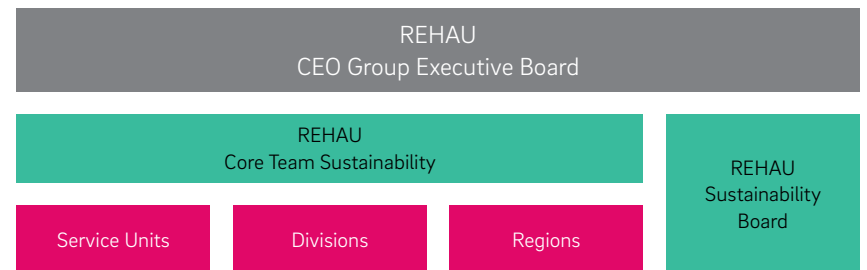 REHAU
CEO Group Executive Board
REHAU
Core Team Sustainability
REHAU
Sustainability
Board
Service Units
Divisions
Regions